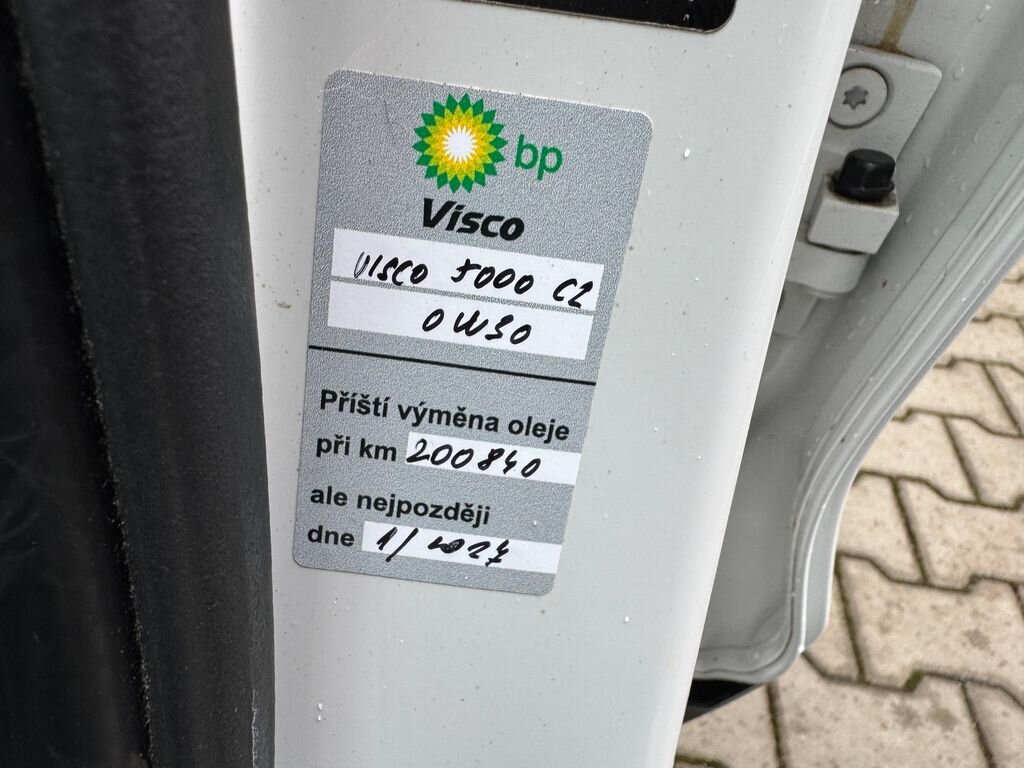 bp
Visco
VISCO 5000 C2
0W30
Příští výměna oleje
při km 200840
ale nejpozději
dne 1/2027